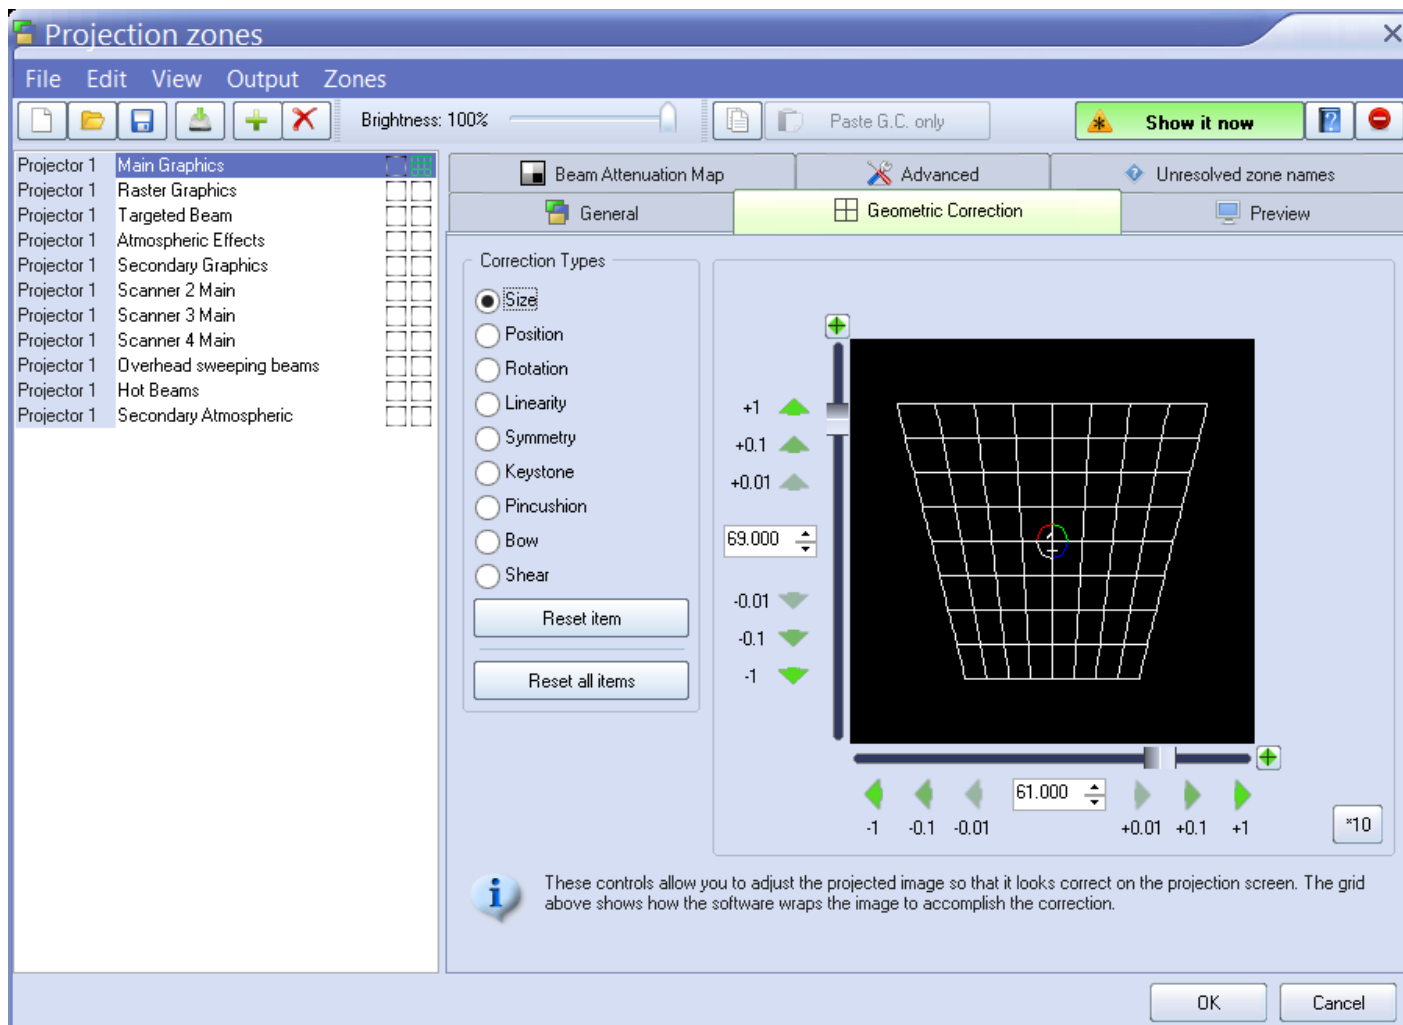 Projection zones
File Edit View Output Zones
Brightness: 100%
Paste G.C. only
Show it now
Projector 1 Main Graphics
Projector 1 Raster Graphics
Projector 1 Targeted Beam
Projector 1 Atmospheric Effects
Projector 1 Secondary Graphics
Projector 1 Scanner 2 Main
Projector 1 Scanner 3 Main
Projector 1 Scanner 4 Main
Projector 1 Overhead sweeping beams
Projector 1 Hot Beams
Projector 1 Secondary Atmospheric
Beam Attenuation Map
Advanced
Unresolved zone names
General
Geometric Correction
Preview
Correction Types
Size
Position
Rotation
Linearity
Symmetry
Keystone
Pincushion
Bow
Shear
Reset item
Reset all items
+1
+0.1
+0.01
69.000
-0.01
-0.1
-1
1
61.000
-1 -0.1 -0.01 +0.01 +0.1 +1
*10
These controls allow you to adjust the projected image so that it looks correct on the projection screen. The grid
above shows how the software wraps the image to accomplish the correction.
OK Cancel